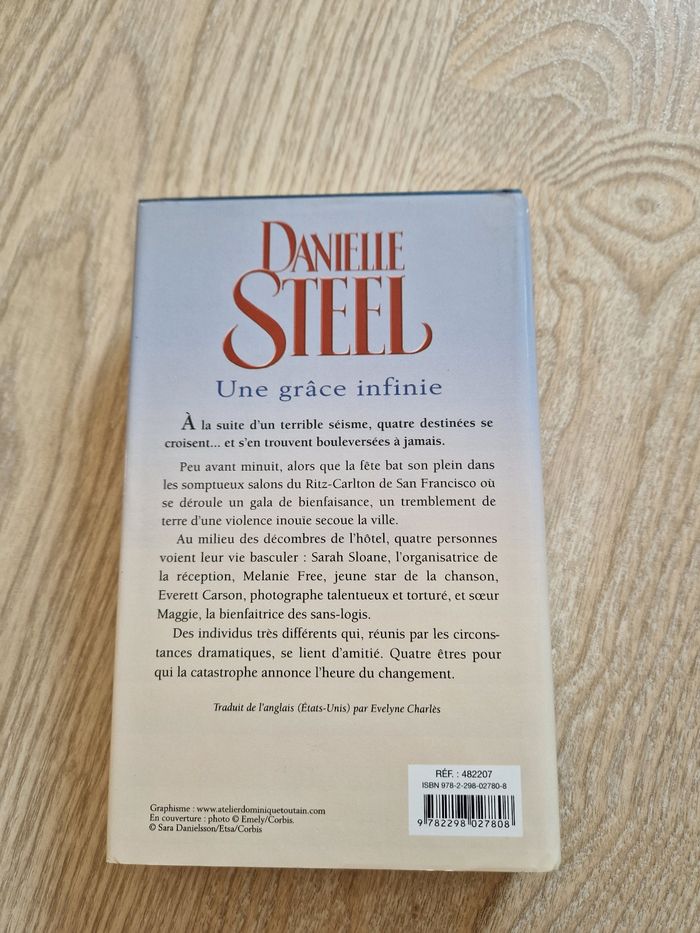 DANIELLE
STEEL
Une grâce infinie
À la suite d'un terrible séisme, quatre destinées se
croisent... et s'en trouvent bouleversées à jamais.
Peu avant minuit, alors que la fête bat son plein dans
les somptueux salons du Ritz-Carlton de San Francisco où
se déroule un gala de bienfaisance, un tremblement de
terre d'une violence inouïe secoue la ville.
Au milieu des décombres de l'hôtel, quatre personnes
voient leur vie basculer : Sarah Sloane, l'organisatrice de
la réception, Melanie Free, jeune star de la chanson,
Everett Carson, photographe talentueux et torturé, et sœur
Maggie, la bienfaitrice des sans-logis.
Des individus très différents qui, réunis par les circons-
tances dramatiques, se lient d'amitié. Quatre êtres pour
qui la catastrophe annonce l'heure du changement.
Traduit de l'anglais (États-Unis) par Evelyne Charlès
RÉF. : 482207
ISBN 978-2-298-02780-8
9 782298 027808
Graphisme : www.atelierdominiquetoutain.com
En couverture : photo © Emely/Corbis.
© Sara Danielsson/Etsa/Corbis